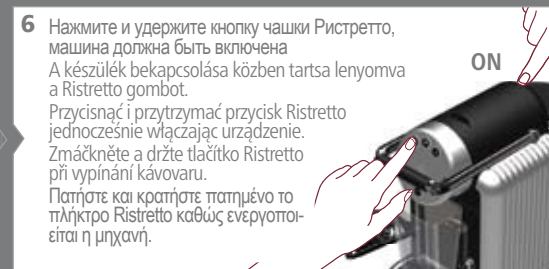 6 Нажмите и удержите кнопку чашки Ристретто,
машина должна быть включена
A készülék bekapcsolása közben tartsa lenyomva
a Ristretto gombot.
Przycisnąć i przytrzymać przycisk Ristretto
jednocześnie włączając urządzenie.
Zmáčkněte a držte tlačítko Ristretto
při vypínání kávovaru.
Πατήστε και κρατήστε πατημένο το
πλήκτρο Ristretto καθώς ενεργοποι-
είται η μηχανή.
ON